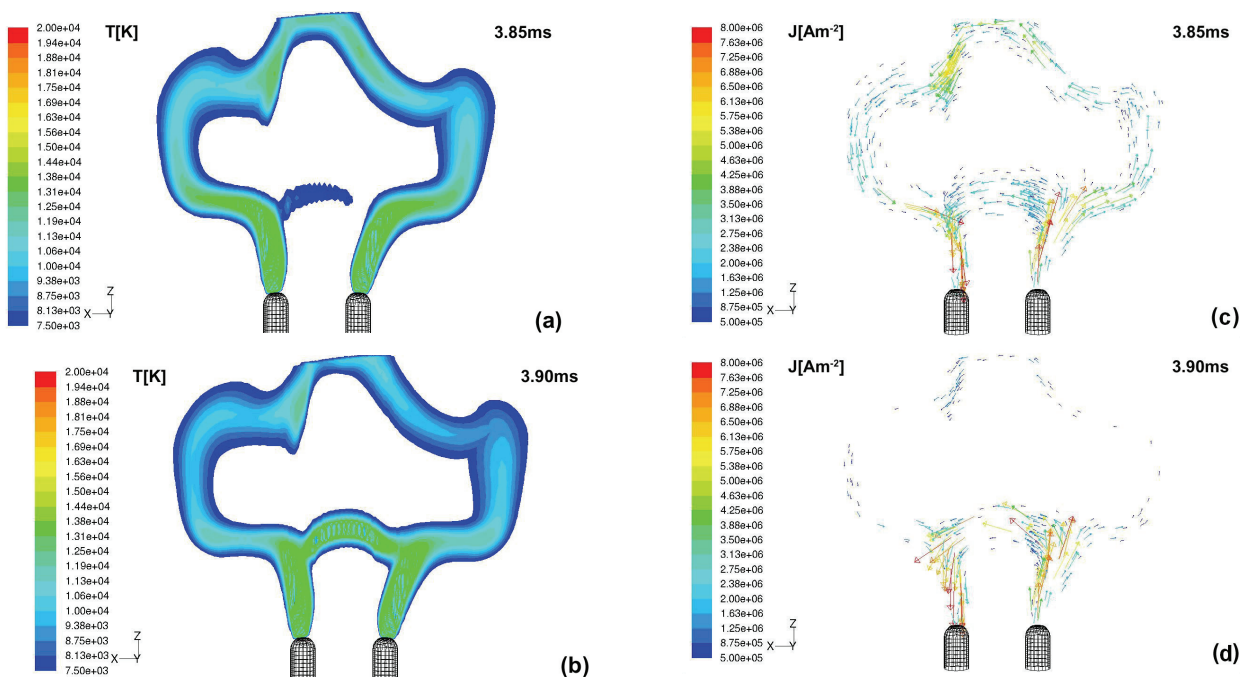 2.00e+04
1.94e+04
1.88e+04
1.81e+04
1.75e+04
1.69e+04
1.63e+04
1.56e+04
1.50e+04
1.44e+04
1.38e+04
1.31e+04
1.25e+04
1.19e+04
1.13e+04
1.06e+04
1.00e+04
9.38e+03
8.75e+03
8.13e+03
7.50e+03
T[K]
3.85ms
Z
X
Y
(a)
8.00e+06
7.63e+06
7.25e+06
6.88e+06
6.50e+06
6.13e+06
5.75e+06
5.38e+06
5.00e+06
4.63e+06
4.25e+06
3.88e+06
3.50e+06
3.13e+06
2.75e+06
2.38e+06
2.00e+06
1.63e+06
1.25e+06
8.75e+05
5.00e+05
J[Am⁻²]
3.85ms
Z
X
Y
(c)
2.00e+04
1.94e+04
1.88e+04
1.81e+04
1.75e+04
1.69e+04
1.63e+04
1.56e+04
1.50e+04
1.44e+04
1.38e+04
1.31e+04
1.25e+04
1.19e+04
1.13e+04
1.06e+04
1.00e+04
9.38e+03
8.75e+03
8.13e+03
7.50e+03
T[K]
3.90ms
Z
X
Y
(b)
8.00e+06
7.63e+06
7.25e+06
6.88e+06
6.50e+06
6.13e+06
5.75e+06
5.38e+06
5.00e+06
4.63e+06
4.25e+06
3.88e+06
3.50e+06
3.13e+06
2.75e+06
2.38e+06
2.00e+06
1.63e+06
1.25e+06
8.75e+05
5.00e+05
J[Am⁻²]
3.90ms
Z
X
Y
(d)